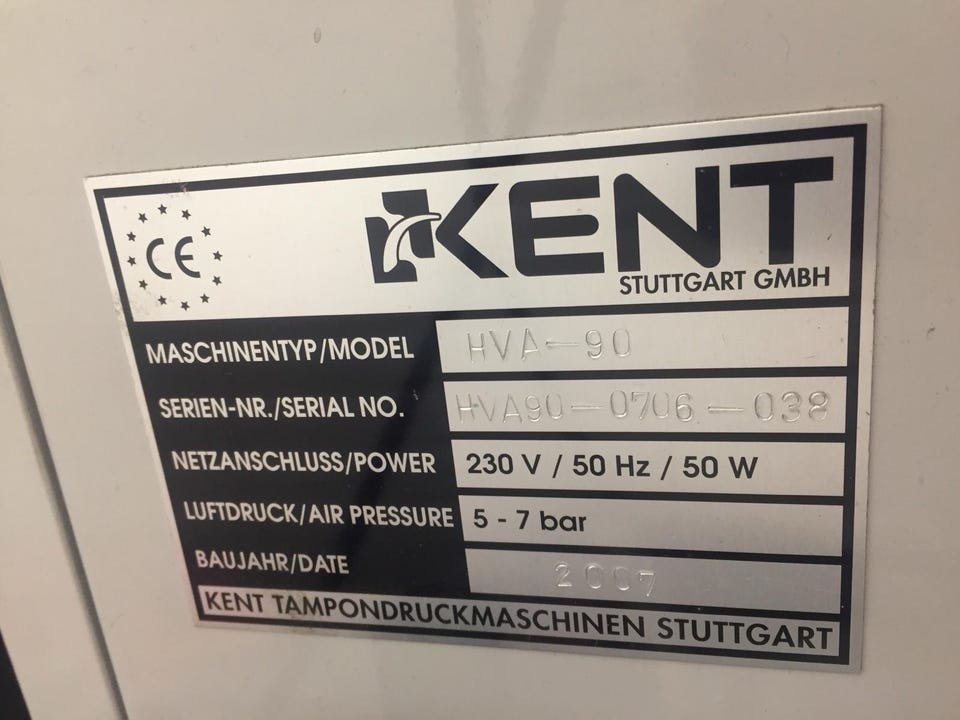 CE
KENT
STUTTGART GMBH
MASCHINENTYP/MODEL HVA-90
SERIEN-NR./SERIAL NO. HVA90-0706-038
NETZANSCHLUSS/POWER 230 V / 50 Hz / 50 W
LUFTDRUCK/AIR PRESSURE 5 - 7 bar
BAUJAHR/DATE 2007
KENT TAMPONDRUCKMASCHINEN STUTTGART